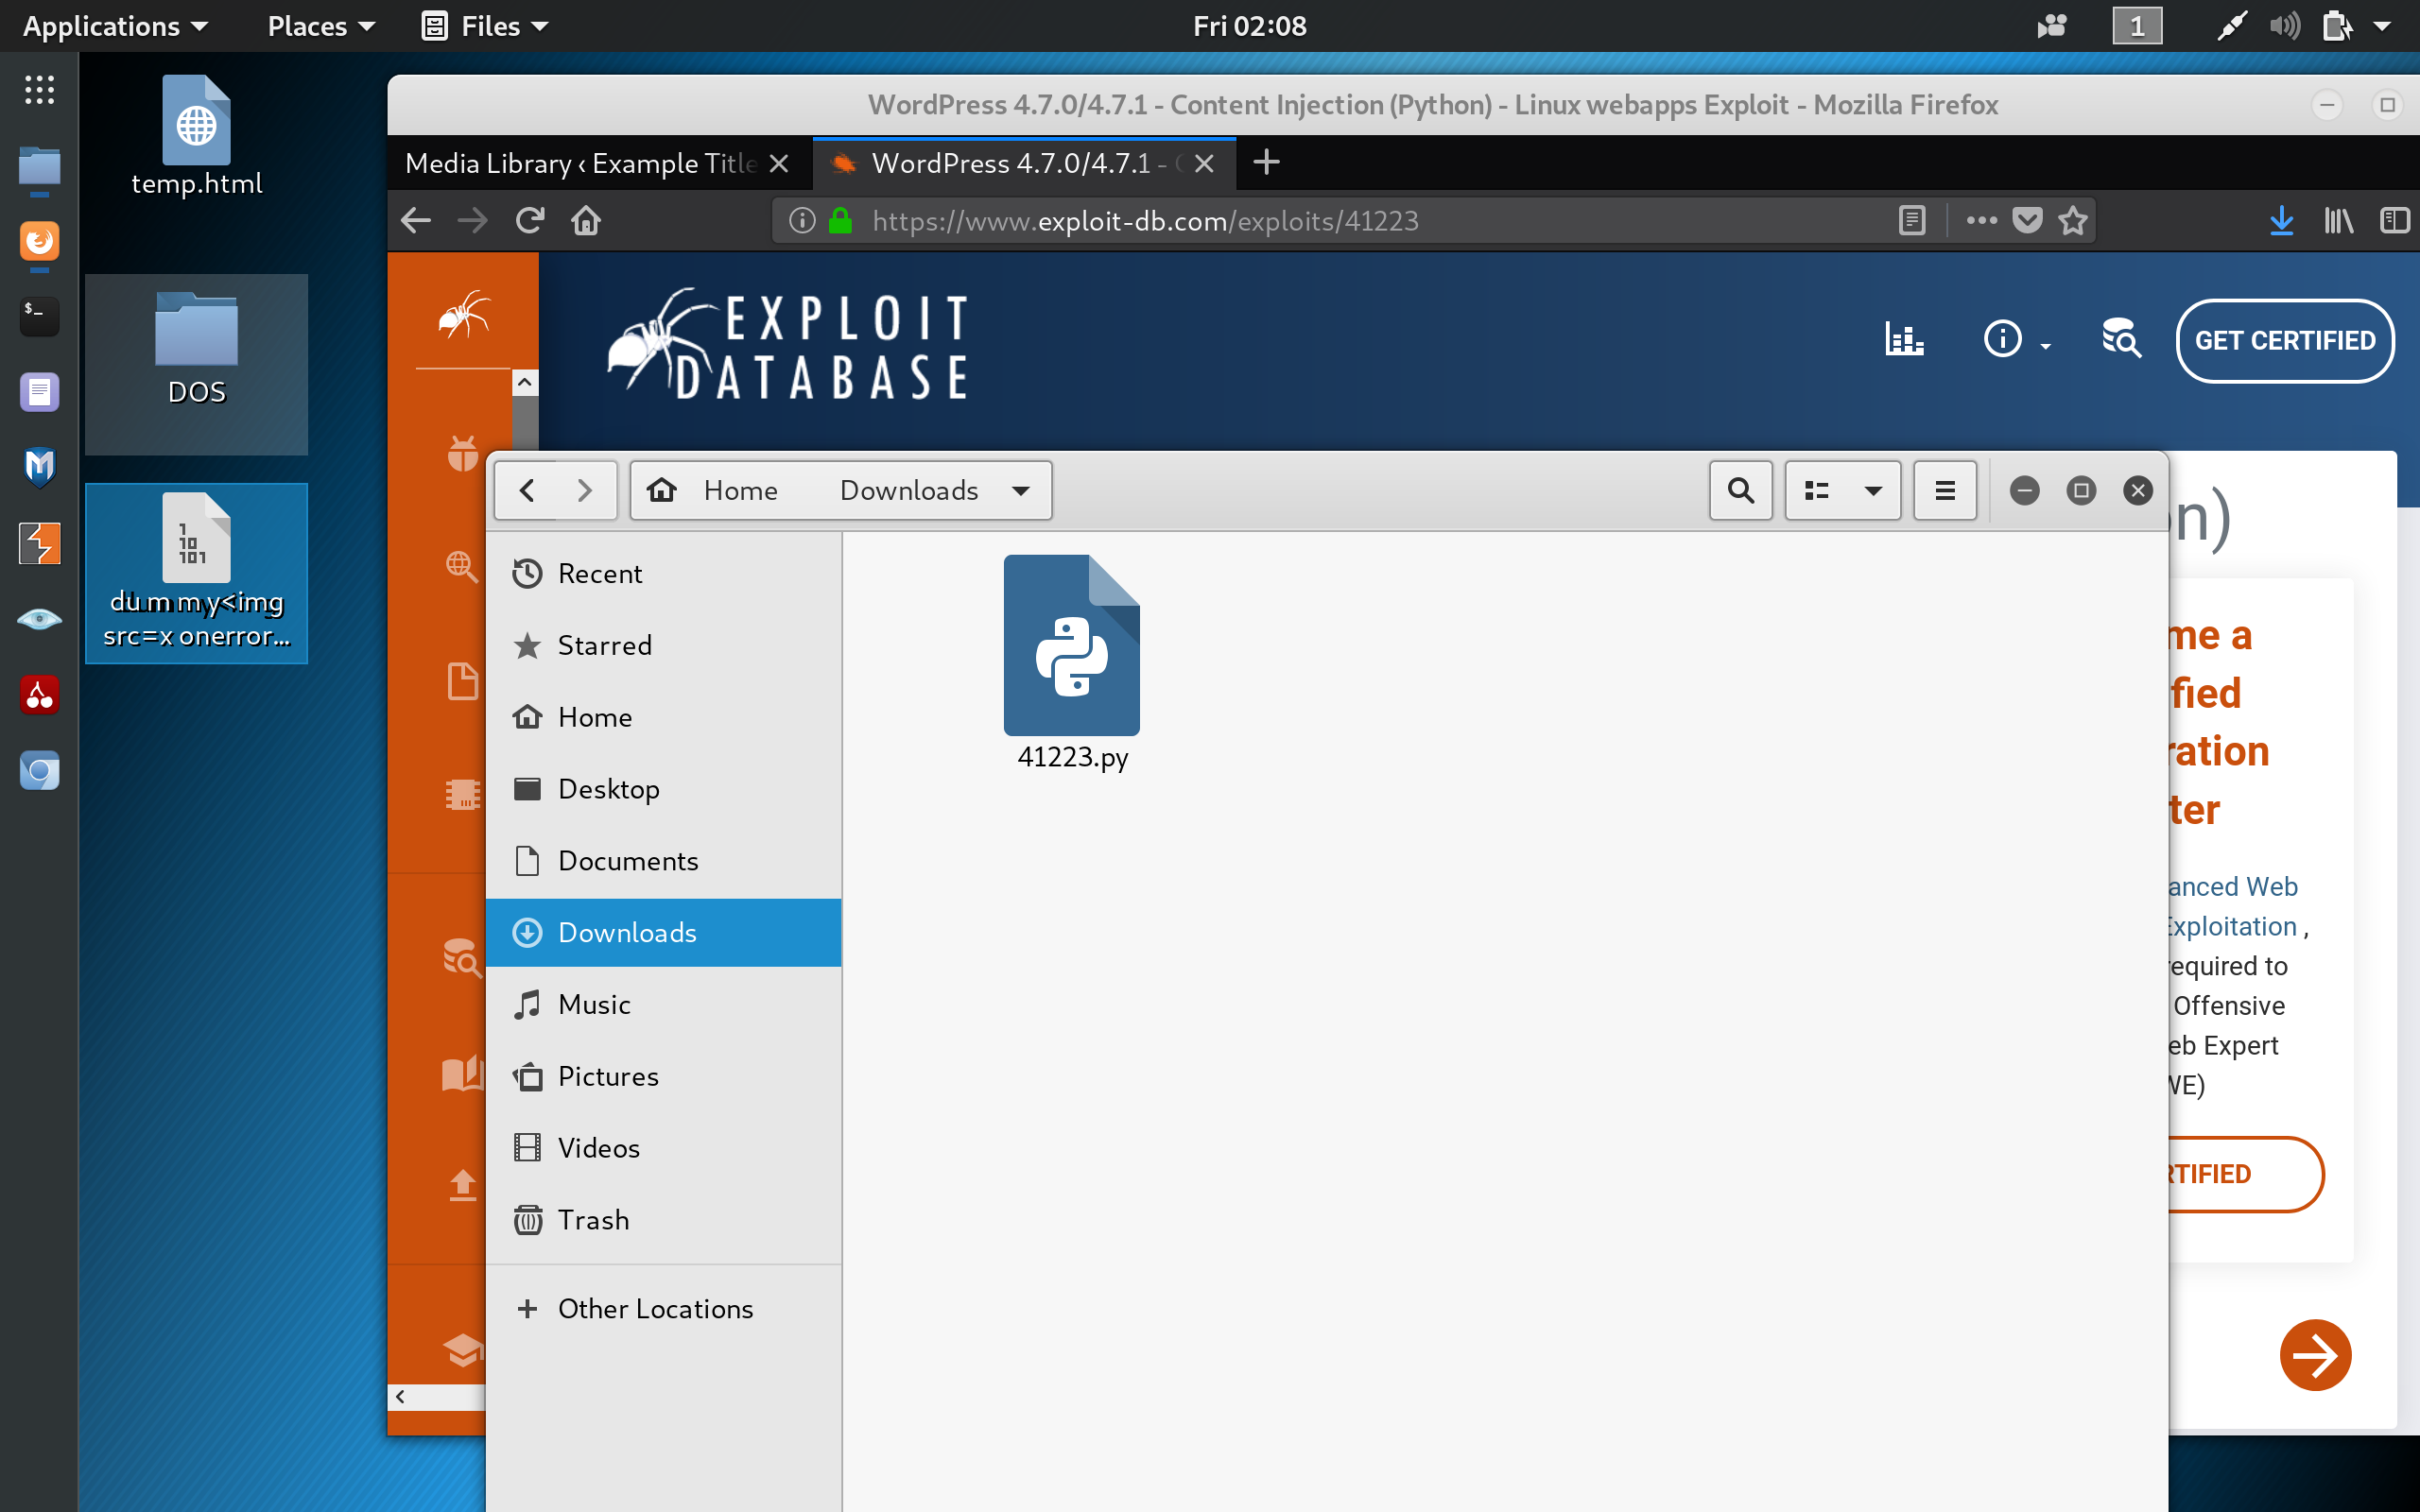 Applications Places Files Fri 02:08 1
temp.html
DOS
dummy<img
src=x onerror...
WordPress 4.7.0/4.7.1 - Content Injection (Python) - Linux webapps Exploit - Mozilla Firefox
Media Library ‹ Example Title WordPress 4.7.0/4.7.1 -
https://www.exploit-db.com/exploits/41223
EXPLOIT
DATABASE
GET CERTIFIED
Home Downloads
Recent
Starred
Home
Desktop
Documents
Downloads
Music
Pictures
Videos
Trash
Other Locations
41223.py
n)
me a
fied
ration
ter
anced Web
Exploitation ,
equired to
Offensive
eb Expert
WE)
RTIFIED